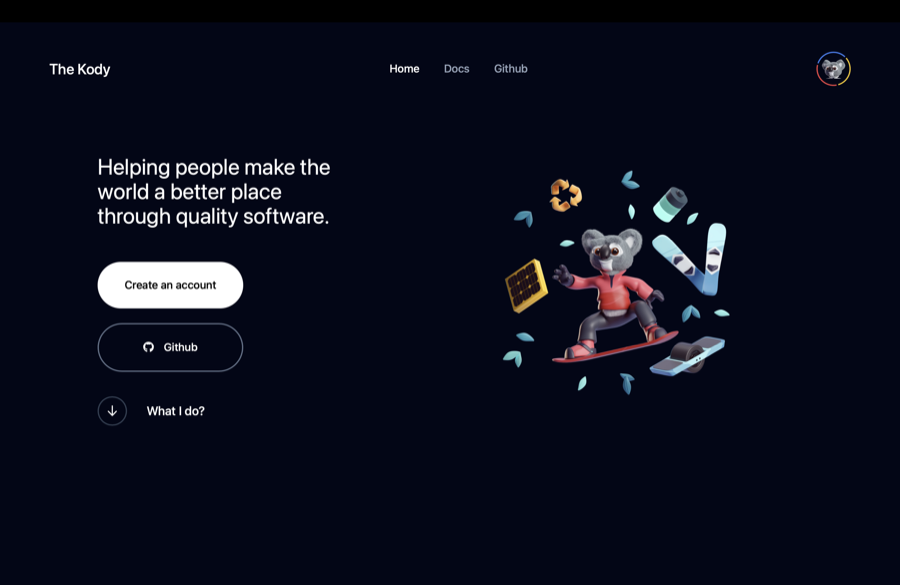 The Kody
Home
Docs
Github
Helping people make the
world a better place
through quality software.
Create an account
Github
What I do?